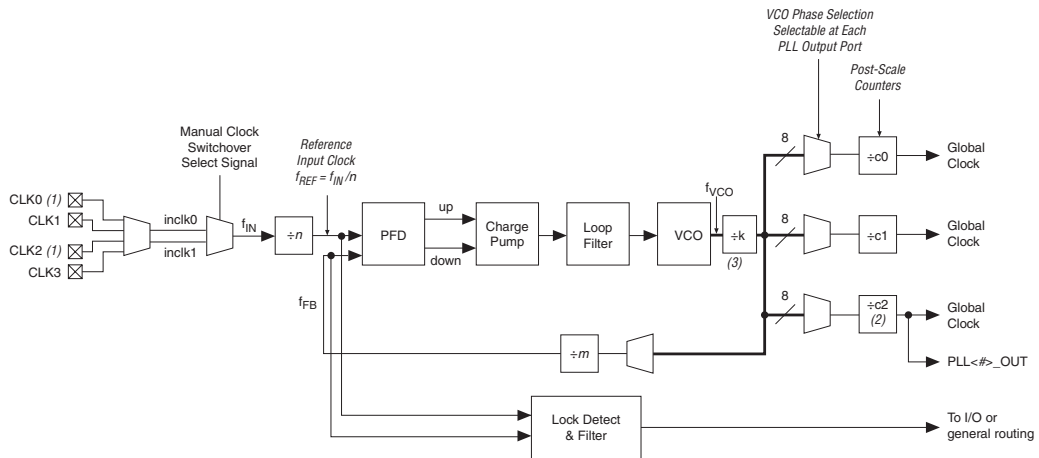 VCO Phase Selection
Selectable at Each
PLL Output Port
Post-Scale
Counters
Manual Clock
Switchover
Select Signal
Reference
Input Clock
fREF = fIN /n
8
÷c0
Global
Clock
CLK0 (1)
CLK1
CLK2 (1)
CLK3
inclk0
inclk1
fIN
÷n
PFD
up
down
Charge
Pump
Loop
Filter
VCO
fVCO
÷k
(3)
8
÷c1
Global
Clock
fFB
8
÷c2
(2)
Global
Clock
÷m
PLL<#>_OUT
Lock Detect
& Filter
To I/O or
general routing